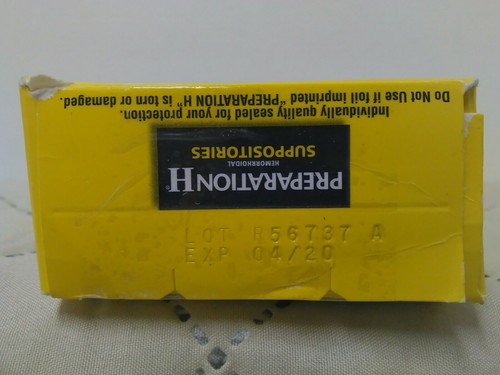 Individually quality sealed for your protection.
Do Not Use if foil imprinted "PREPARATION H" is torn or damaged.
PREPARATION H
HEMORRHOIDAL
SUPPOSITORIES
LOT R56737 A
EXP 04/20